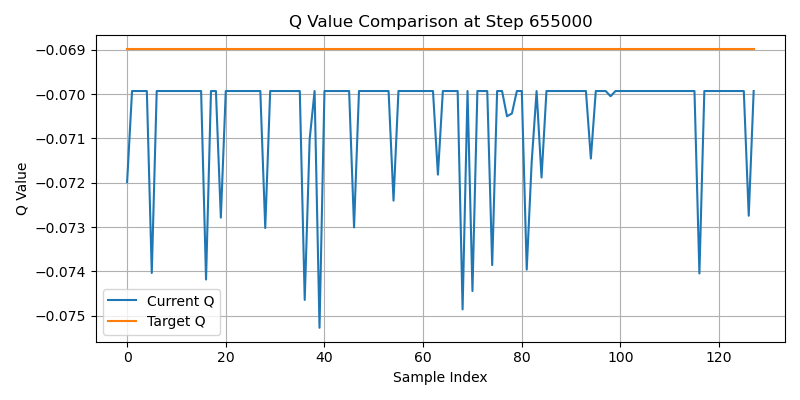 Q Value Comparison at Step 655000
Q Value
−0.069
−0.070
−0.071
−0.072
−0.073
−0.074
−0.075
Current Q
Target Q
0 20 40 60 80 100 120
Sample Index